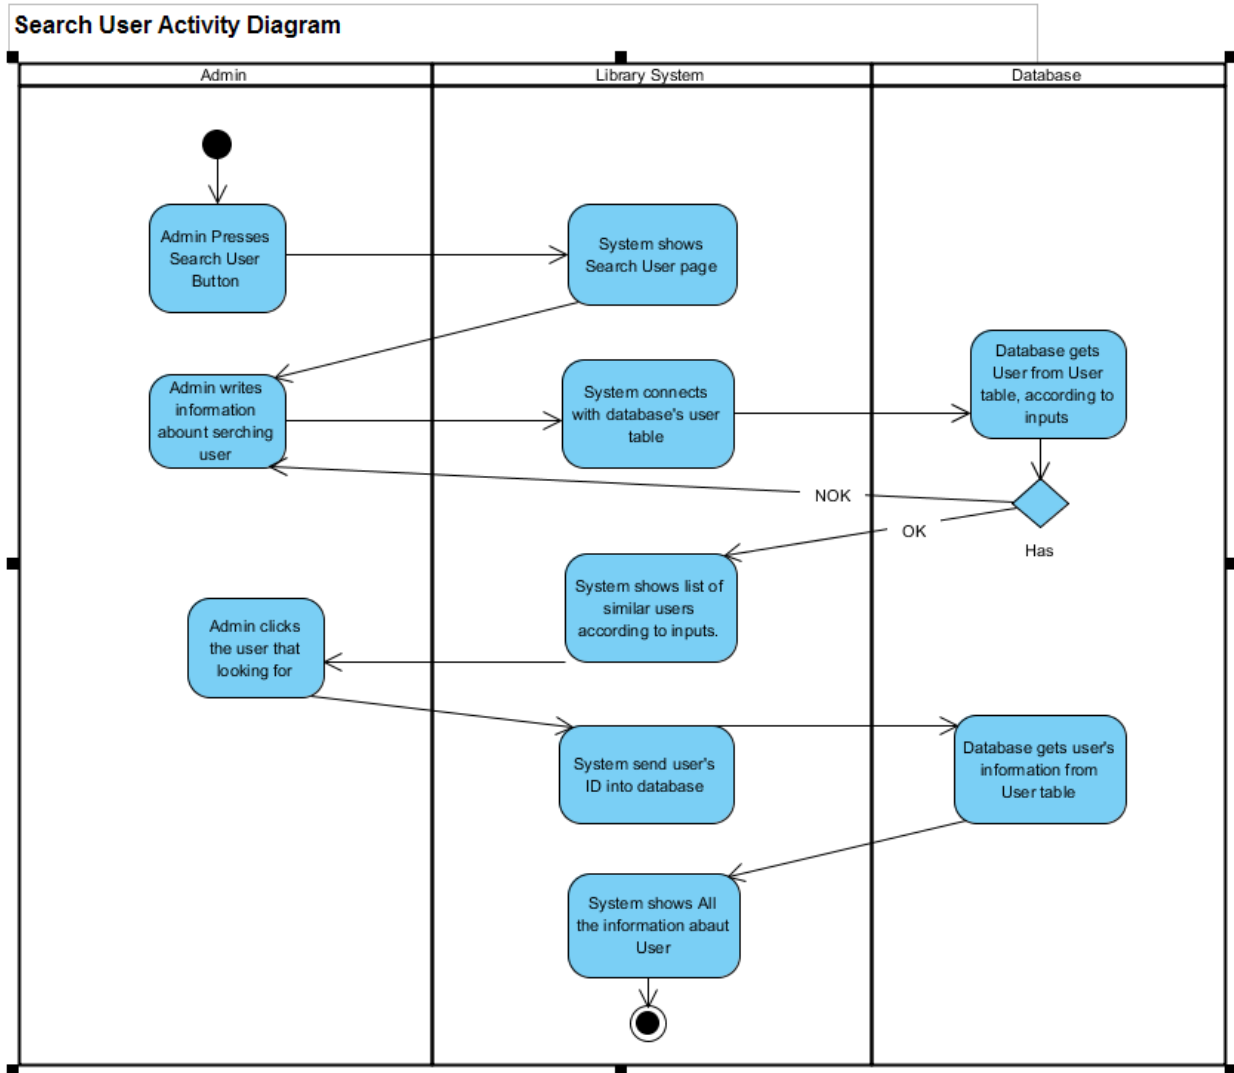 Search User Activity Diagram
Admin
Library System
Database
Admin Presses
Search User
Button
System shows
Search User page
Admin writes
information
abount serching
user
System connects
with database's user
table
Database gets
User from User
table, according to
inputs
NOK
OK
Has
System shows list of
similar users
according to inputs.
Admin clicks
the user that
looking for
System send user's
ID into database
Database gets user's
information from
User table
System shows All
the information abaut
User